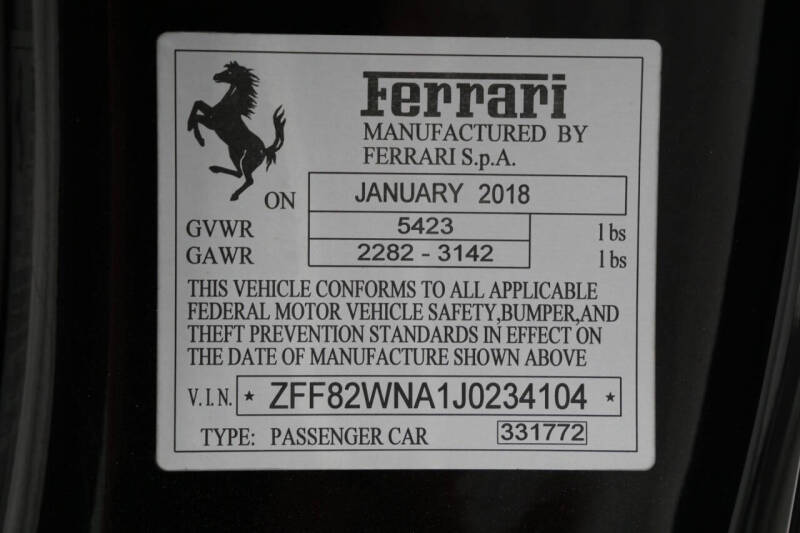 Ferrari
MANUFACTURED BY
FERRARI S.p.A.
ON JANUARY 2018
GVWR 5423 lbs
GAWR 2282 - 3142 lbs
THIS VEHICLE CONFORMS TO ALL APPLICABLE
FEDERAL MOTOR VEHICLE SAFETY,BUMPER,AND
THEFT PREVENTION STANDARDS IN EFFECT ON
THE DATE OF MANUFACTURE SHOWN ABOVE
V.I.N. * ZFF82WNA1J0234104 *
TYPE: PASSENGER CAR 331772